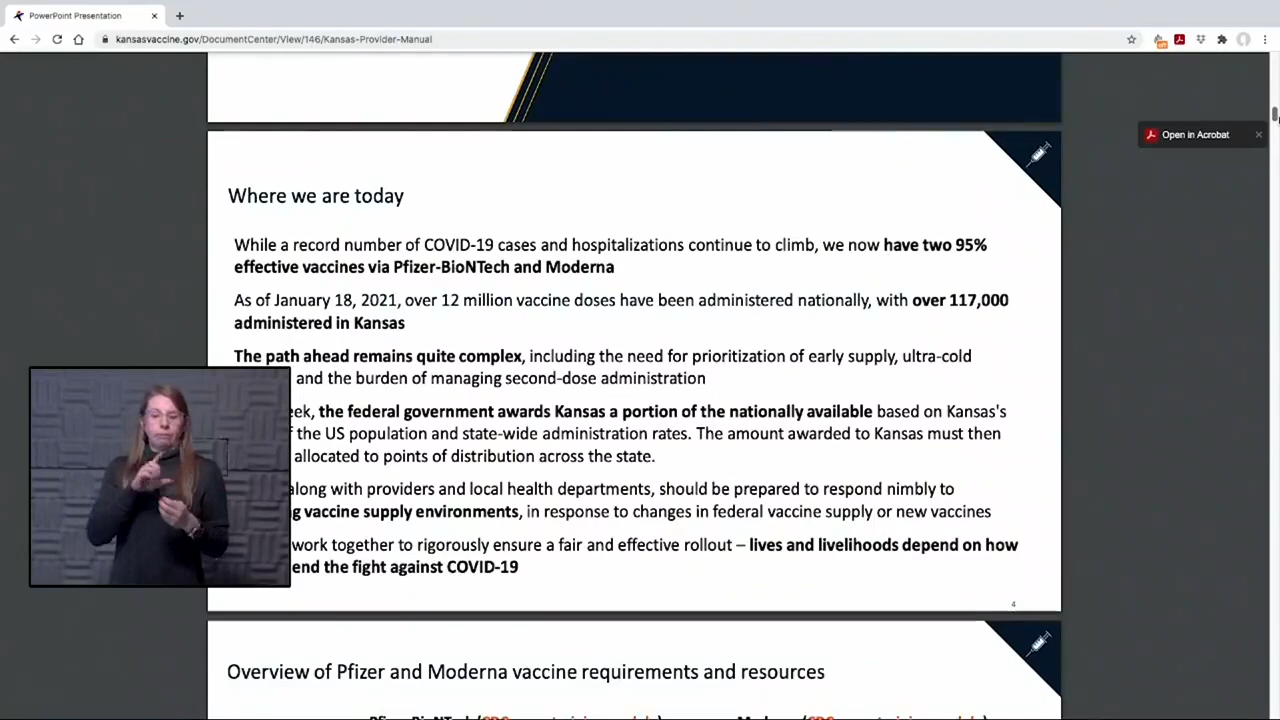 PowerPoint Presentation
kansasvaccine.gov/DocumentCenter/View/146/Kansas-Provider-Manual
Open in Acrobat
Where we are today
While a record number of COVID-19 cases and hospitalizations continue to climb, we now have two 95%
effective vaccines via Pfizer-BioNTech and Moderna
As of January 18, 2021, over 12 million vaccine doses have been administered nationally, with over 117,000
administered in Kansas
The path ahead remains quite complex, including the need for prioritization of early supply, ultra-cold
and the burden of managing second-dose administration
the federal government awards Kansas a portion of the nationally available based on Kansas's
the US population and state-wide administration rates. The amount awarded to Kansas must then
allocated to points of distribution across the state.
along with providers and local health departments, should be prepared to respond nimbly to
vaccine supply environments, in response to changes in federal vaccine supply or new vaccines
work together to rigorously ensure a fair and effective rollout – lives and livelihoods depend on how
end the fight against COVID-19
4
Overview of Pfizer and Moderna vaccine requirements and resources